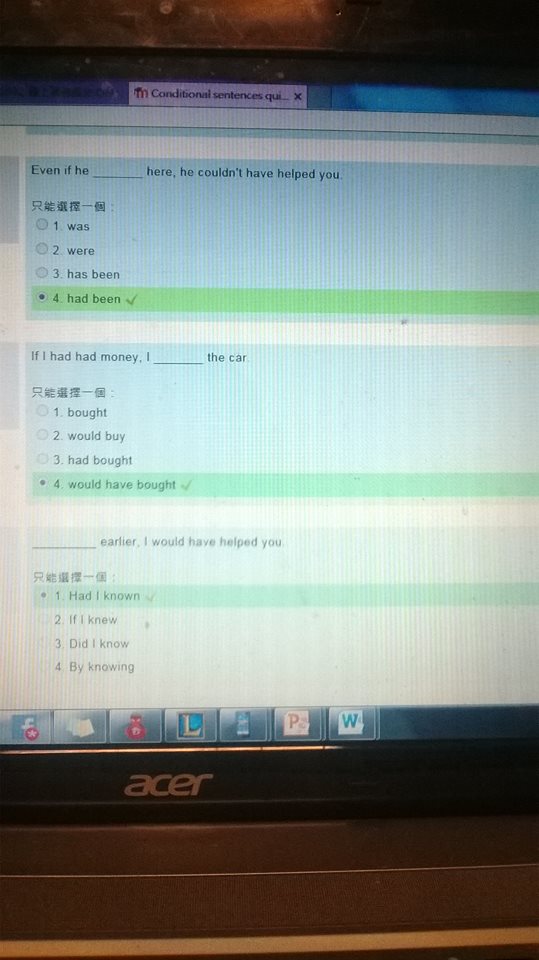 Conditional sentences qui...
Even if he ______ here, he couldn't have helped you.
只能選擇一個：
1. was
2. were
3. has been
4. had been
If I had had money, I ______ the car.
只能選擇一個：
1. bought
2. would buy
3. had bought
4. would have bought
________ earlier, I would have helped you.
只能選擇一個：
1. Had I known
2. If I knew
3. Did I know
4. By knowing
acer